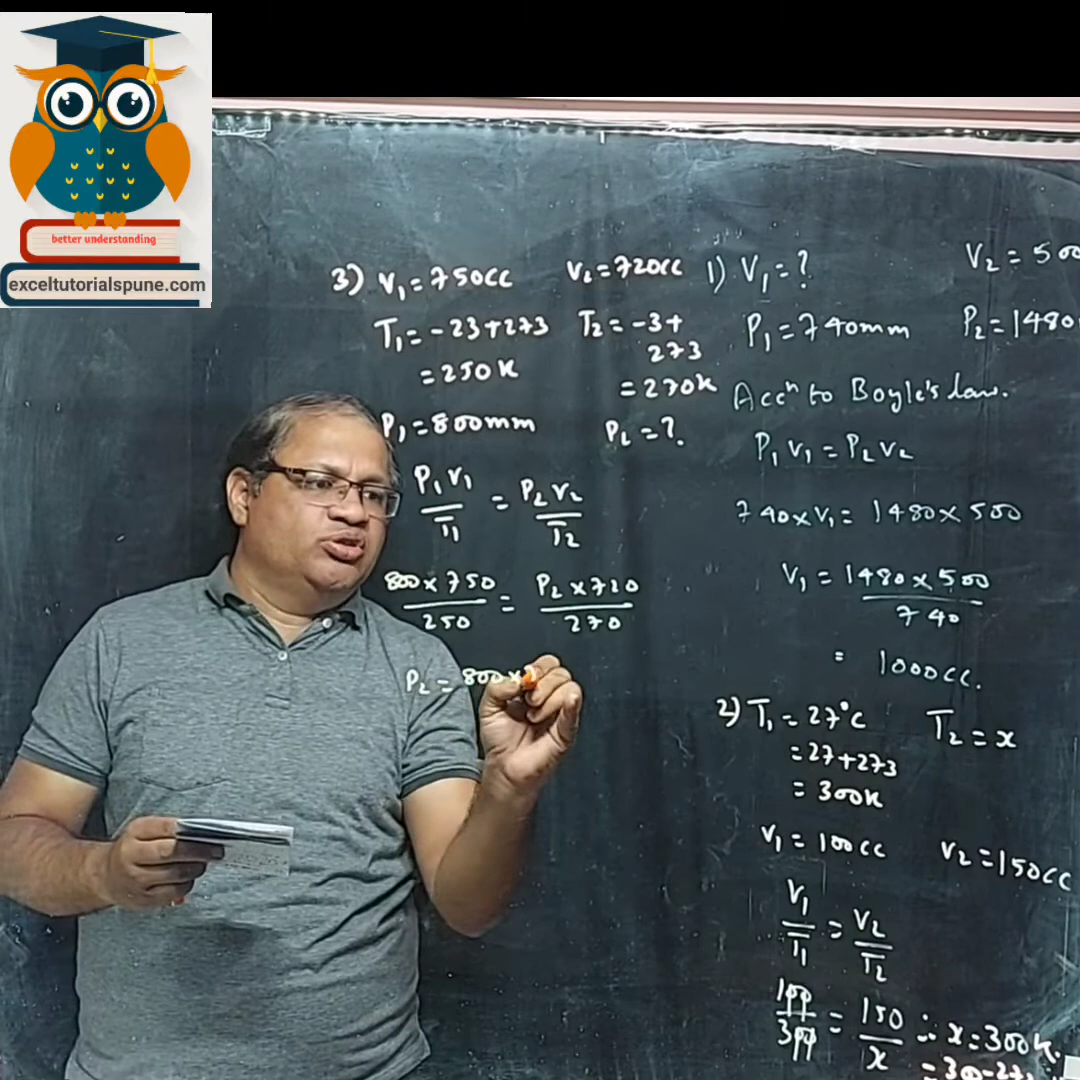 better understanding
exceltutorialspune.com
3) V₁ = 750cc V₂ = 720cc
T₁ = -23+273 T₂ = -3+
273
= 250K = 270K
P₁ = 800mm P₂ = ?.
P₁V₁/T₁ = P₂V₂/T₂
800 × 750/250 = P₂ × 720/270
P₂ = 800 ×
1) V₁ = ? V₂ = 500
P₁ = 740mm P₂ = 1480
Accⁿ to Boyle's law.
P₁V₁ = P₂V₂
740 × V₁ = 1480 × 500
V₁ = 1480 × 500/740
= 1000cc.
2) T₁ = 27°C T₂ = x
= 27+273
= 300K
V₁ = 100cc V₂ = 150cc
V₁/T₁ = V₂/T₂
100/300 = 150/x ∴ x = 300K.